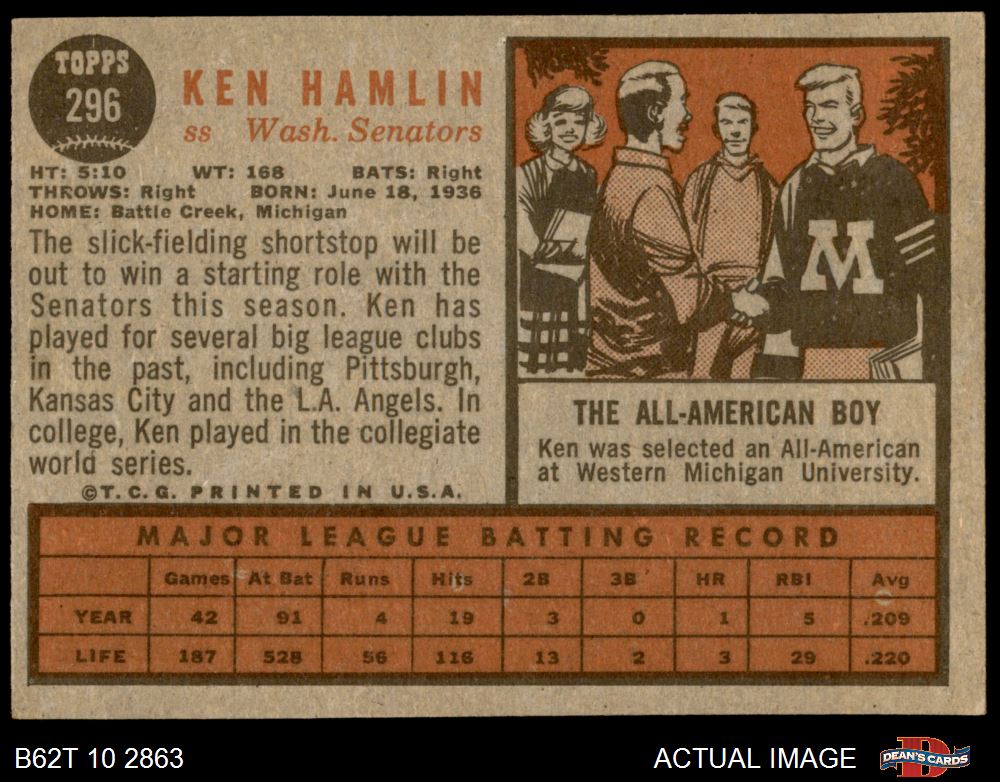 TOPPS
296
KEN HAMLIN
ss Wash. Senators
HT: 5:10 WT: 168 BATS: Right
THROWS: Right BORN: June 18, 1936
HOME: Battle Creek, Michigan
The slick-fielding shortstop will be
out to win a starting role with the
Senators this season. Ken has
played for several big league clubs
in the past, including Pittsburgh,
Kansas City and the L.A. Angels. In
college, Ken played in the collegiate
world series.
©T.C.G. PRINTED IN U.S.A.
M
THE ALL-AMERICAN BOY
Ken was selected an All-American
at Western Michigan University.
MAJOR LEAGUE BATTING RECORD
Games At Bat Runs Hits 2B 3B HR RBI Avg
YEAR 42 91 4 19 3 0 1 5 .209
LIFE 187 528 56 116 13 2 3 29 .220
B62T 10 2863
ACTUAL IMAGE
D
DEAN'S CARDS